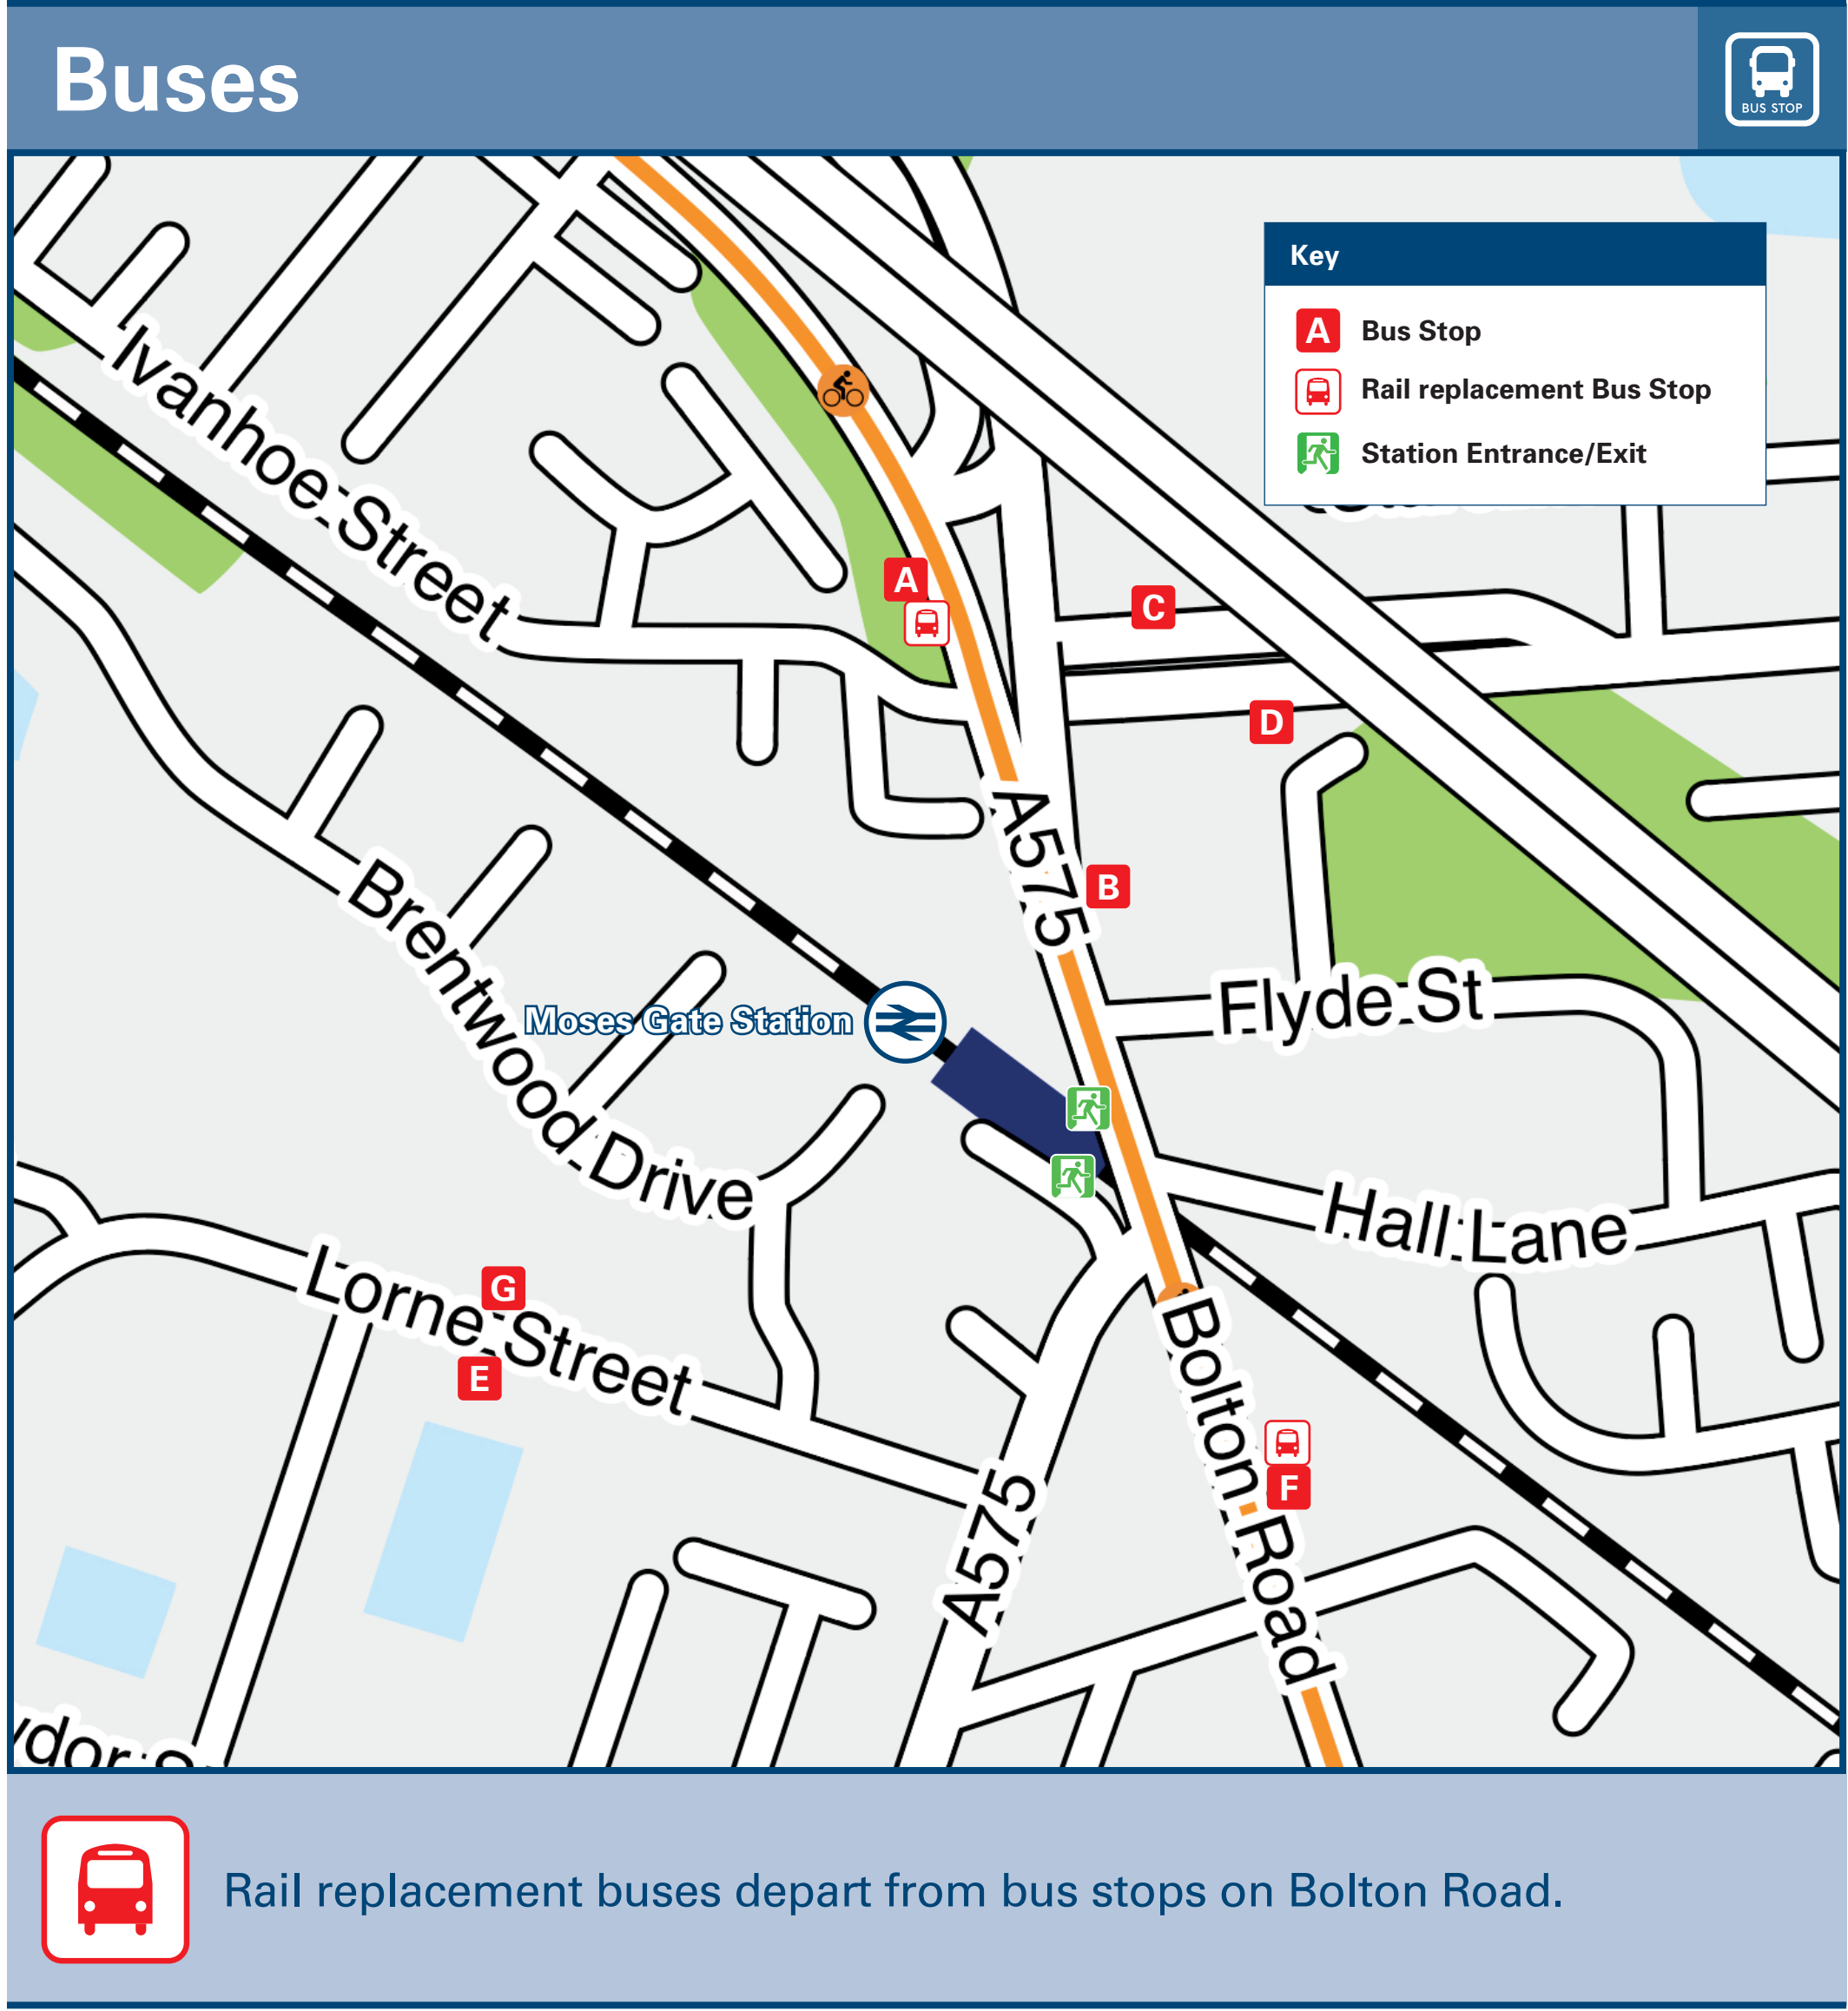 Buses
BUS STOP
Key
A Bus Stop
Rail replacement Bus Stop
Station Entrance/Exit
Ivanhoe Street
A
C
D
A575
B
Brentwood Drive
Moses Gate Station
Flyde St
Hall Lane
Lorne Street
G
E
Bolton Road
F
A575
Rail replacement buses depart from bus stops on Bolton Road.